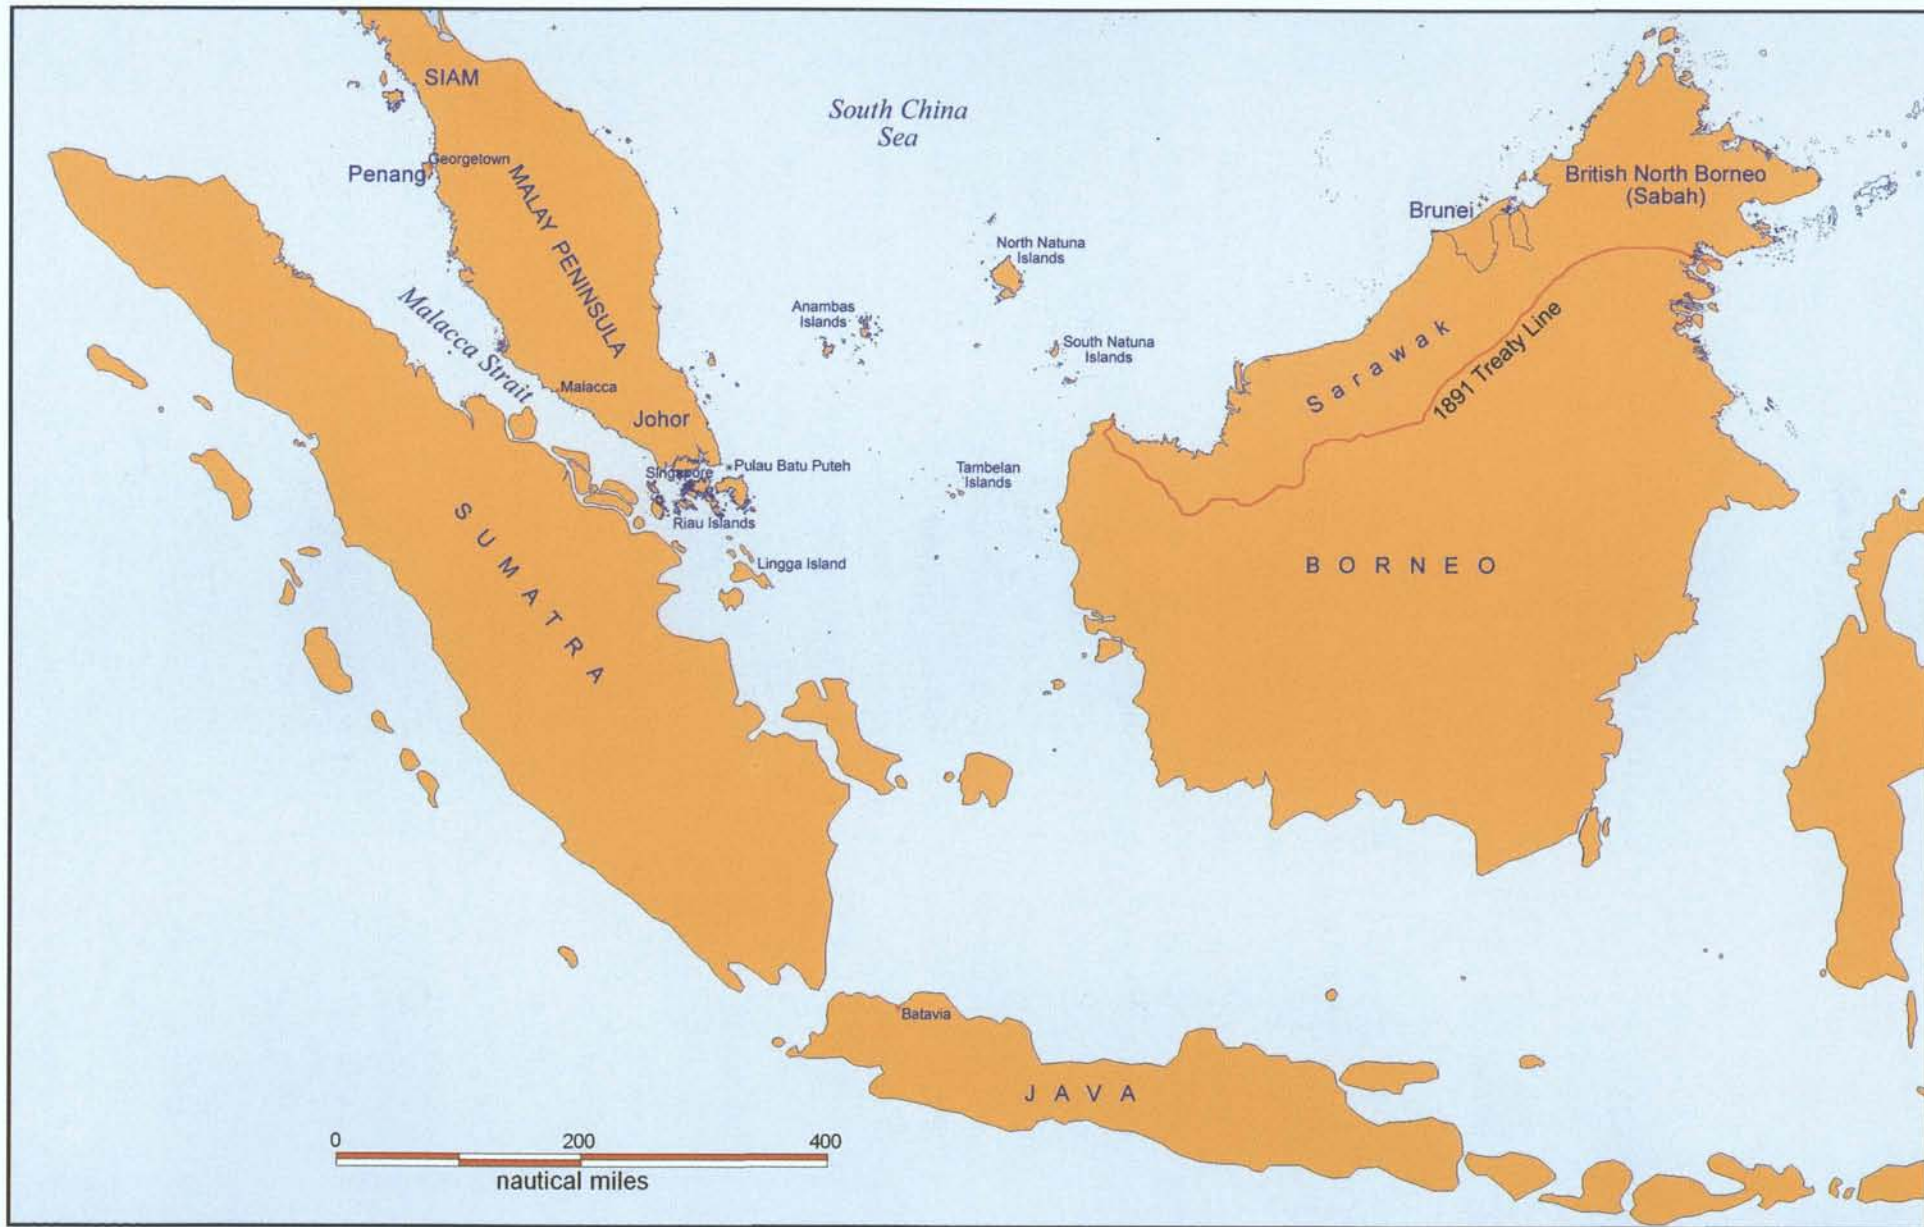 SIAM
South China
Sea
Georgetown
Penang
MALAY PENINSULA
British North Borneo
(Sabah)
Brunei
North Natuna
Islands
Anambas
Islands
Malacca Strait
South Natuna
Islands
Sarawak
1891 Treaty Line
Malacca
Johor
Pulau Batu Puteh
Singapore
Tambelan
Islands
Riau Islands
SUMATRA
Lingga Island
BORNEO
Batavia
JAVA
0 200 400
nautical miles